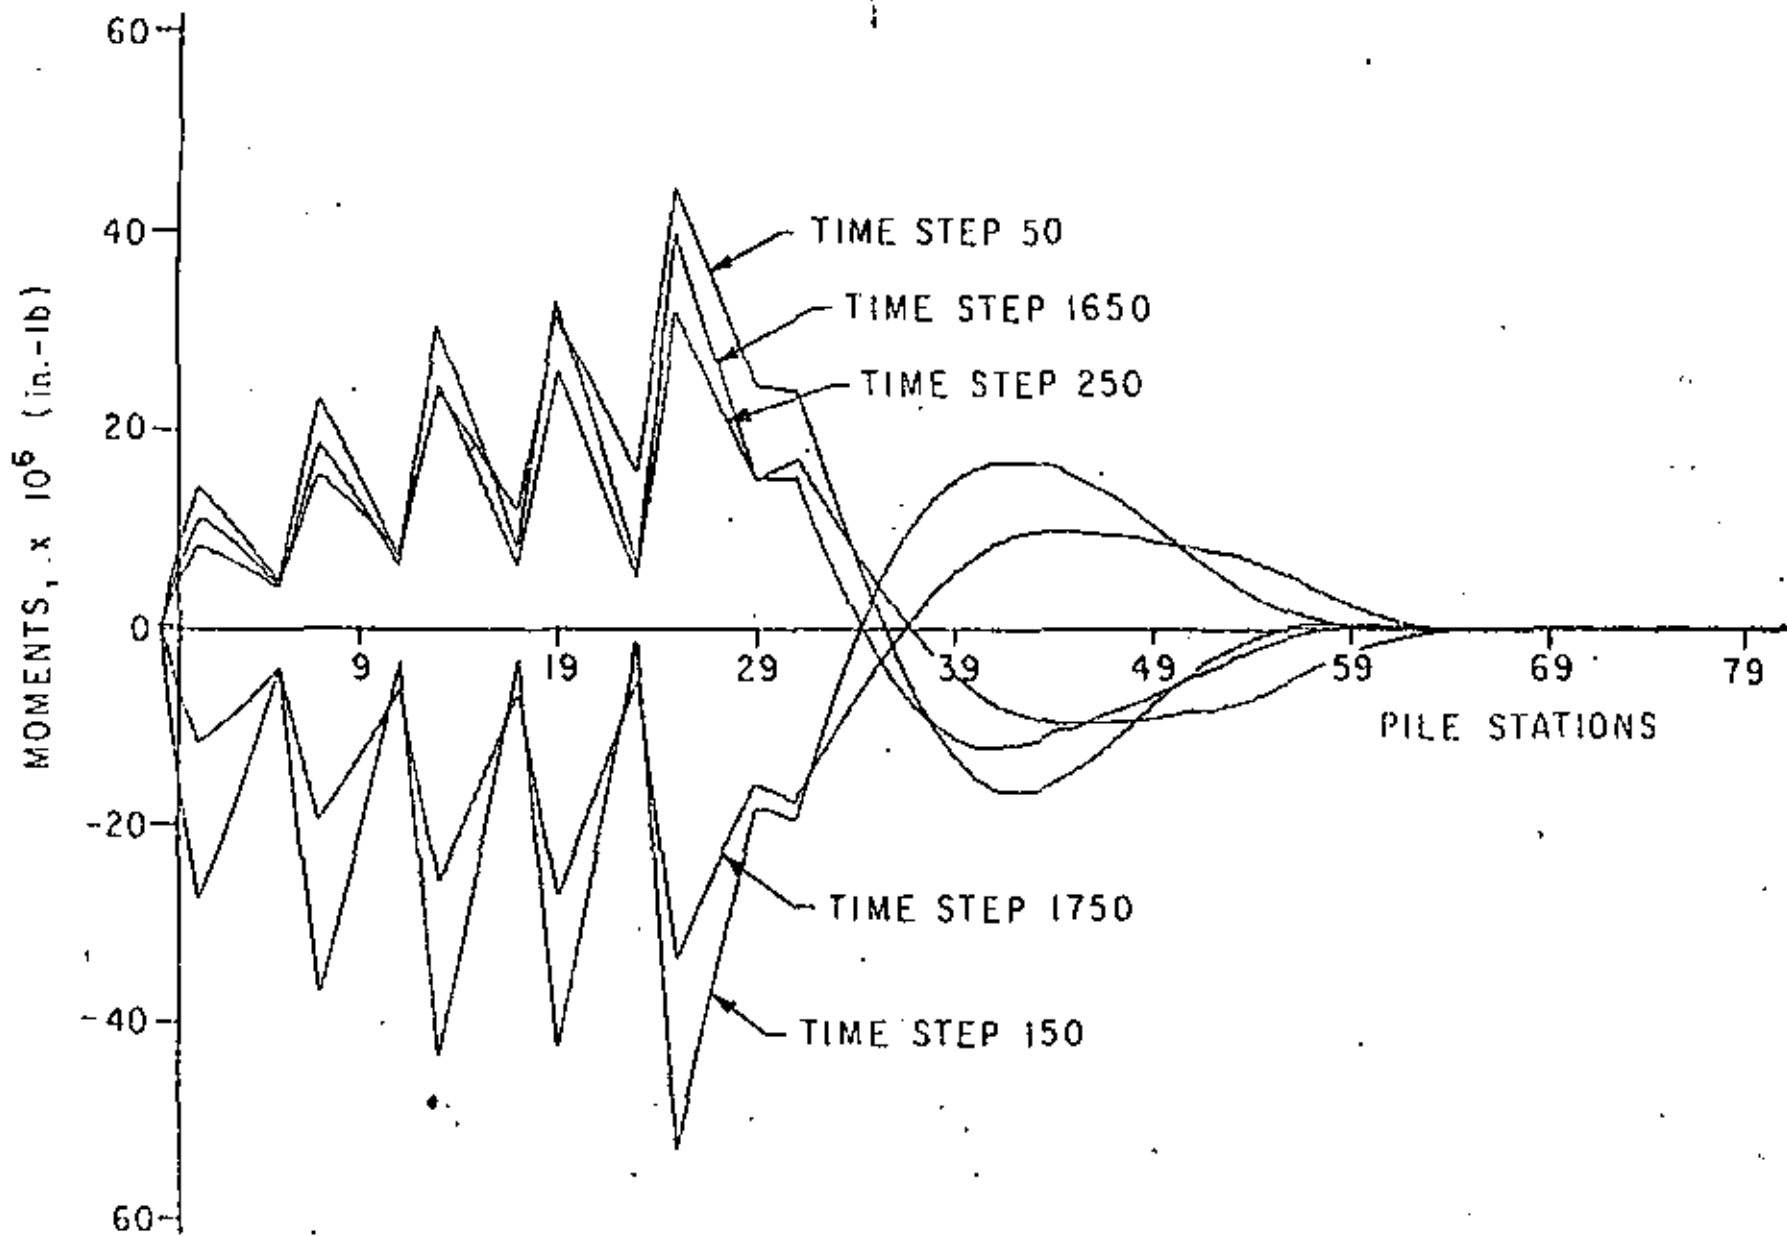 60
40
TIME STEP 50
TIME STEP 1650
TIME STEP 250
20
MOMENTS, x 10⁶ (in.-lb)
0
9 19 29 39 49 59 69 79
PILE STATIONS
-20
TIME STEP 1750
-40
TIME STEP 150
60